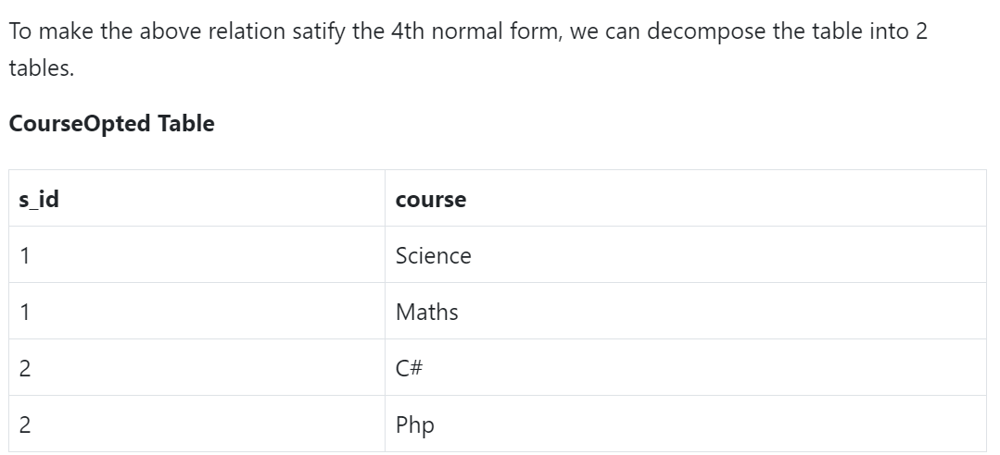 To make the above relation satify the 4th normal form, we can decompose the table into 2
tables.
CourseOpted Table
s_id course
1 Science
1 Maths
2 C#
2 Php